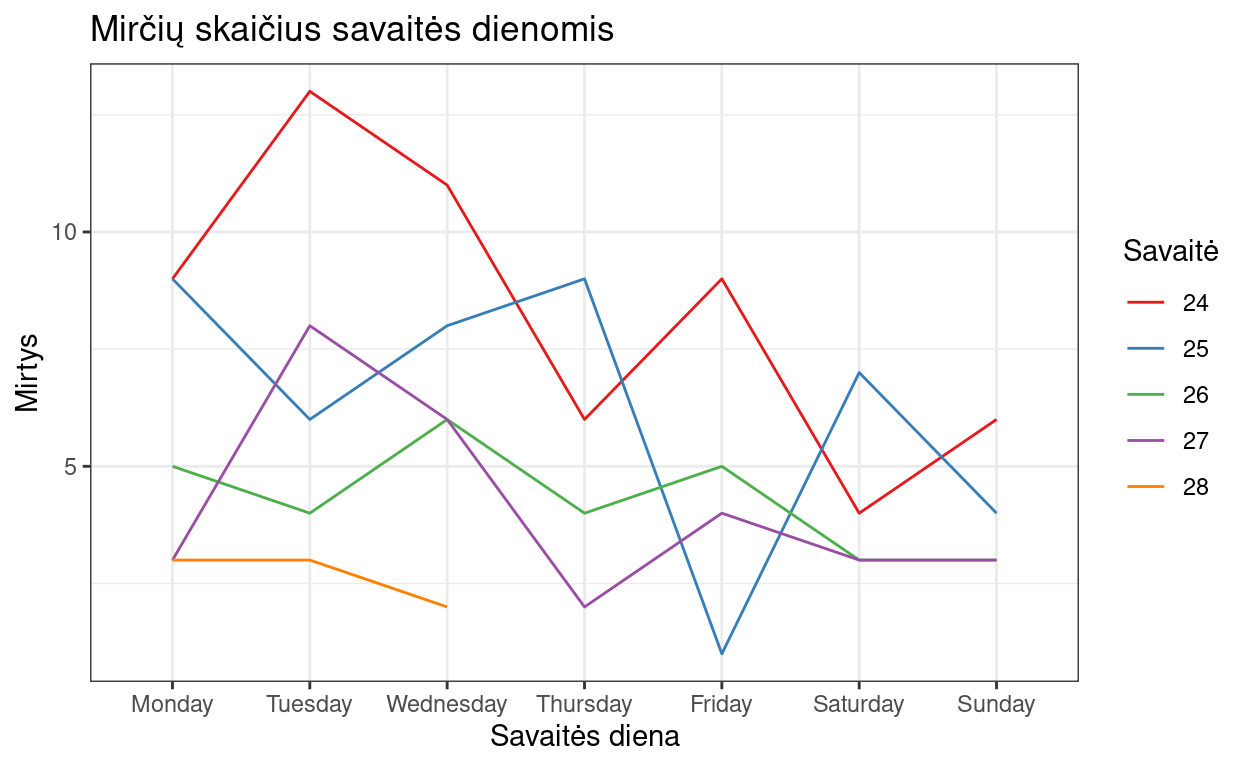 Mirčių skaičius savaitės dienomis
Mirtys
10
5
Monday Tuesday Wednesday Thursday Friday Saturday Sunday
Savaitės diena
Savaitė
24
25
26
27
28